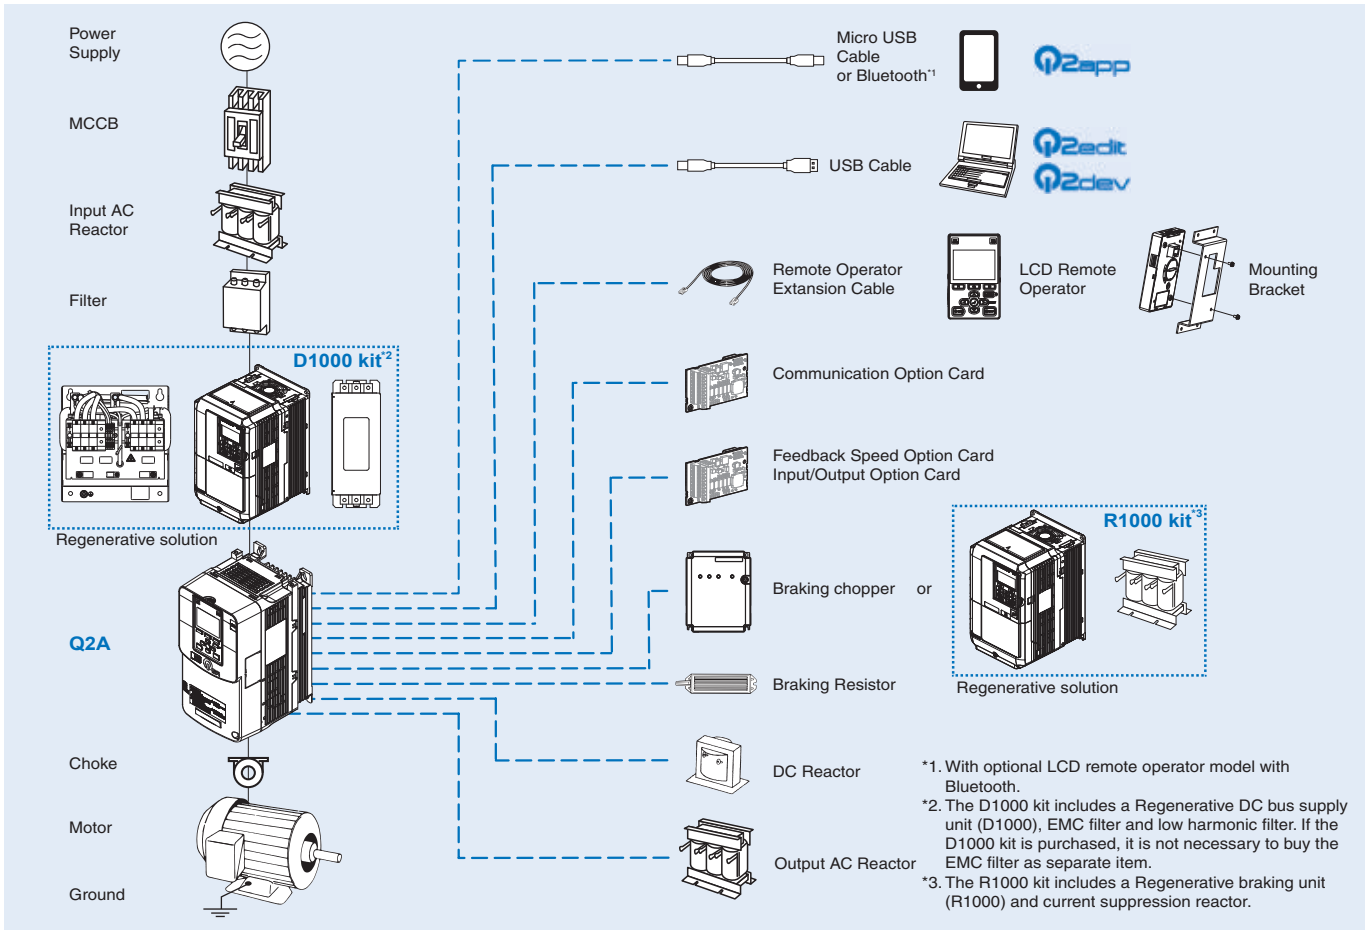 Power
Supply
MCCB
Input AC
Reactor
Filter
D1000 kit*2
Regenerative solution
Q2A
Choke
Motor
Ground
Micro USB
Cable
or Bluetooth*1
Q2app
USB Cable
Q2edit
Q2dev
Remote Operator
Extension Cable
LCD Remote
Operator
Mounting
Bracket
Communication Option Card
Feedback Speed Option Card
Input/Output Option Card
Braking chopper or
R1000 kit*3
Regenerative solution
Braking Resistor
DC Reactor
Output AC Reactor
*1. With optional LCD remote operator model with
Bluetooth.
*2. The D1000 kit includes a Regenerative DC bus supply
unit (D1000), EMC filter and low harmonic filter. If the
D1000 kit is purchased, it is not necessary to buy the
EMC filter as separate item.
*3. The R1000 kit includes a Regenerative braking unit
(R1000) and current suppression reactor.